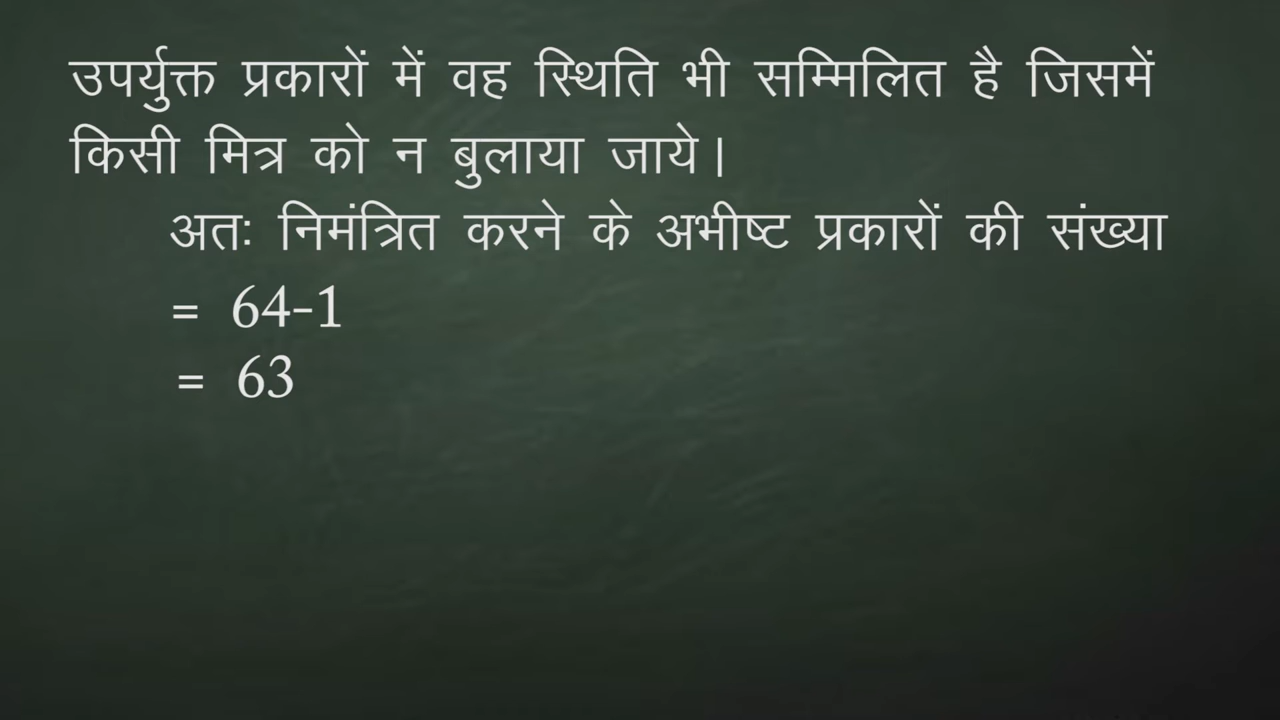 उपर्युक्त प्रकारों में वह स्थिति भी सम्मिलित है जिसमें
किसी मित्र को न बुलाया जाये।
अतः निमंत्रित करने के अभीष्ट प्रकारों की संख्या
= 64-1
= 63